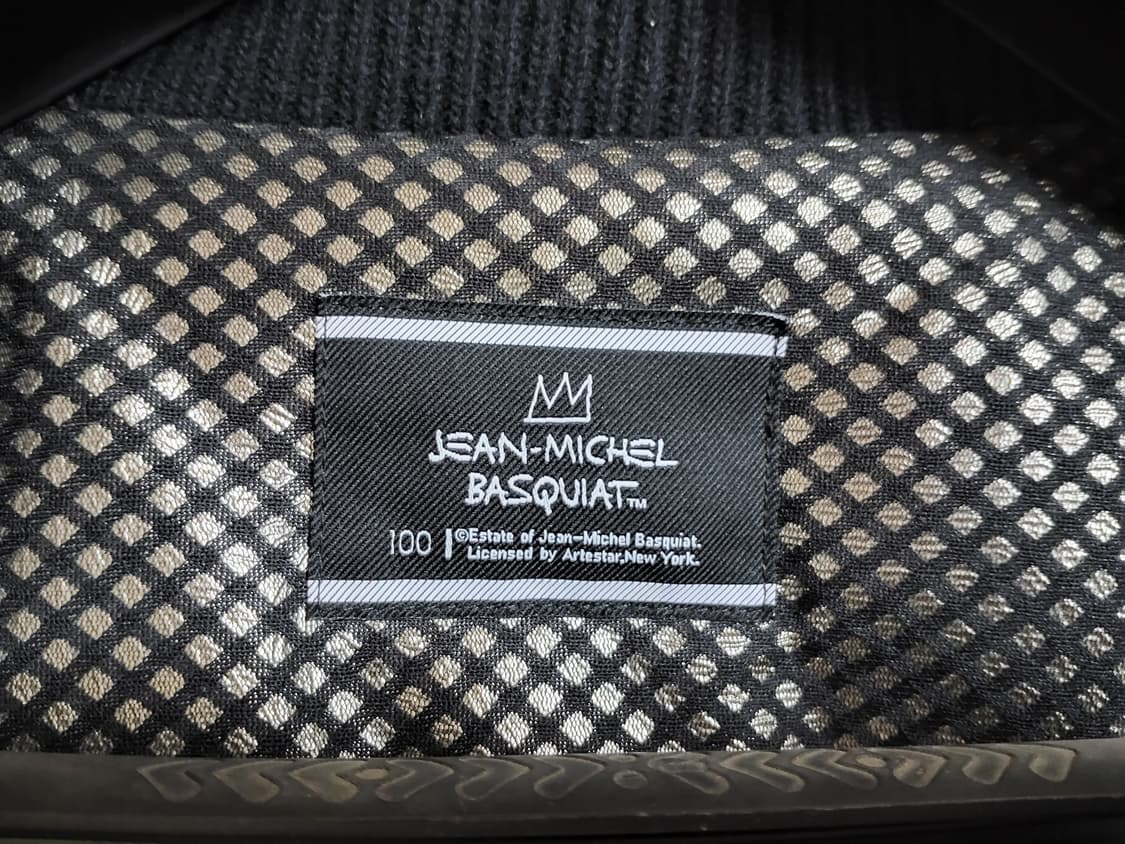 JEAN-MICHEL
BASQUIAT™
100
©Estate of Jean-Michel Basquiat.
Licensed by Artestar,New York.